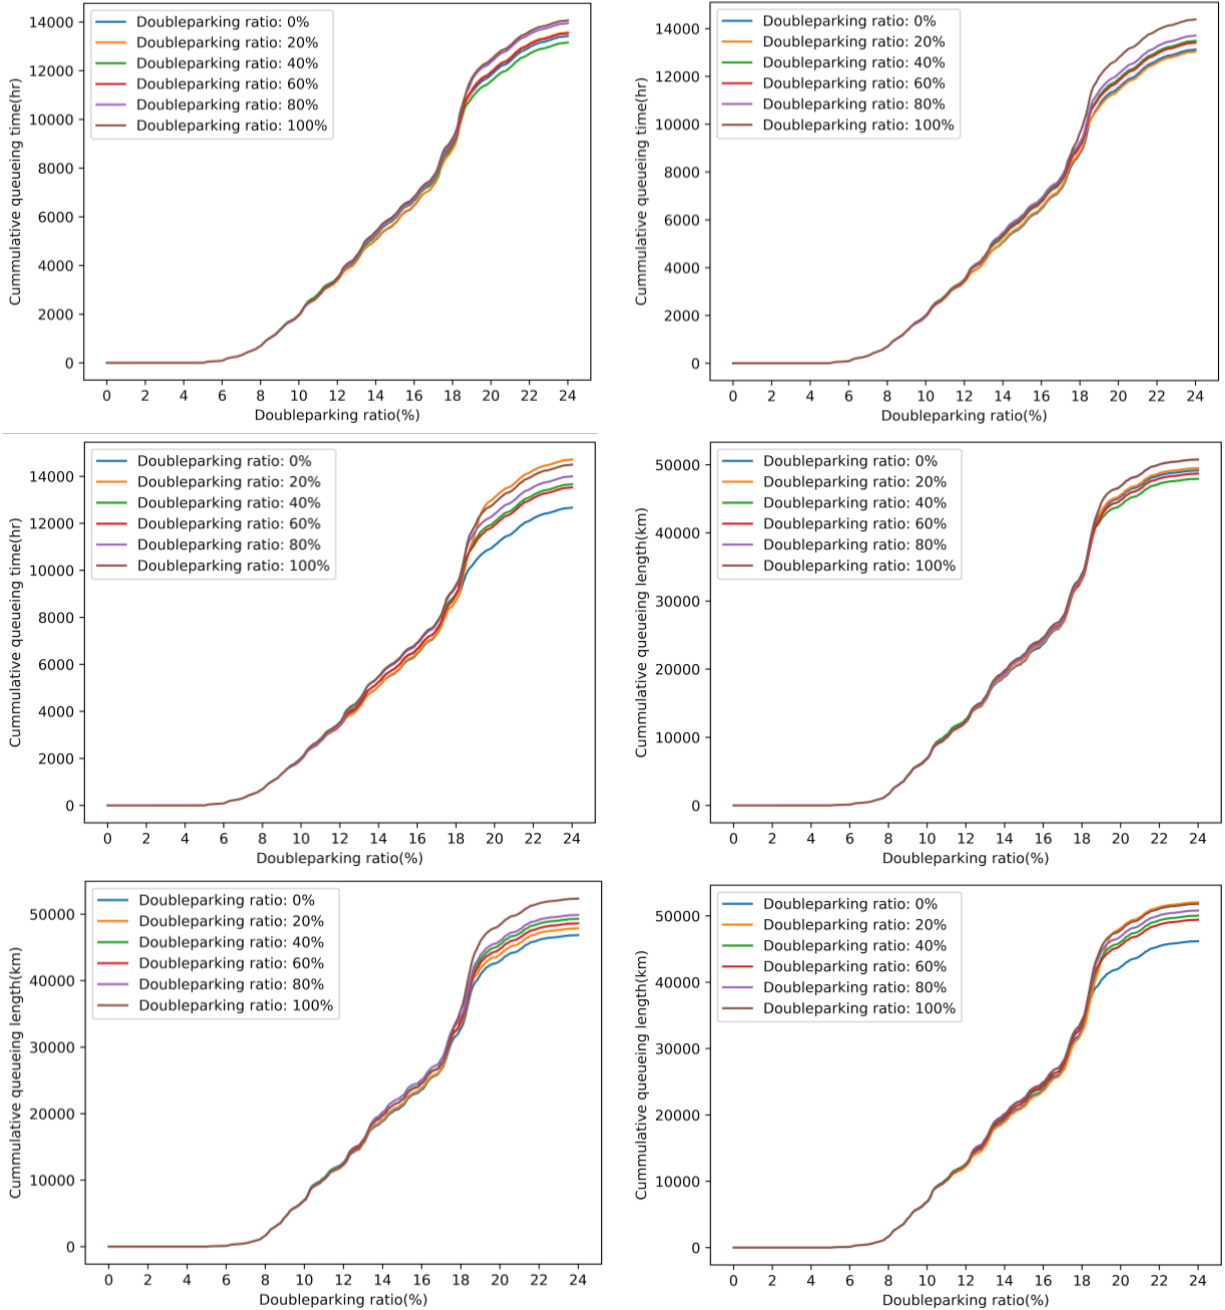 Cummulative queueing time(hr)
14000
12000
10000
8000
6000
4000
2000
0
Doubleparking ratio: 0%
Doubleparking ratio: 20%
Doubleparking ratio: 40%
Doubleparking ratio: 60%
Doubleparking ratio: 80%
Doubleparking ratio: 100%
0 2 4 6 8 10 12 14 16 18 20 22 24
Doubleparking ratio(%)
Cummulative queueing time(hr)
14000
12000
10000
8000
6000
4000
2000
0
Doubleparking ratio: 0%
Doubleparking ratio: 20%
Doubleparking ratio: 40%
Doubleparking ratio: 60%
Doubleparking ratio: 80%
Doubleparking ratio: 100%
0 2 4 6 8 10 12 14 16 18 20 22 24
Doubleparking ratio(%)
Cummulative queueing time(hr)
14000
12000
10000
8000
6000
4000
2000
0
Doubleparking ratio: 0%
Doubleparking ratio: 20%
Doubleparking ratio: 40%
Doubleparking ratio: 60%
Doubleparking ratio: 80%
Doubleparking ratio: 100%
0 2 4 6 8 10 12 14 16 18 20 22 24
Doubleparking ratio(%)
Cummulative queueing length(km)
50000
40000
30000
20000
10000
0
Doubleparking ratio: 0%
Doubleparking ratio: 20%
Doubleparking ratio: 40%
Doubleparking ratio: 60%
Doubleparking ratio: 80%
Doubleparking ratio: 100%
0 2 4 6 8 10 12 14 16 18 20 22 24
Doubleparking ratio(%)
Cummulative queueing length(km)
50000
40000
30000
20000
10000
0
Doubleparking ratio: 0%
Doubleparking ratio: 20%
Doubleparking ratio: 40%
Doubleparking ratio: 60%
Doubleparking ratio: 80%
Doubleparking ratio: 100%
0 2 4 6 8 10 12 14 16 18 20 22 24
Doubleparking ratio(%)
Cummulative queueing length(km)
50000
40000
30000
20000
10000
0
Doubleparking ratio: 0%
Doubleparking ratio: 20%
Doubleparking ratio: 40%
Doubleparking ratio: 60%
Doubleparking ratio: 80%
Doubleparking ratio: 100%
0 2 4 6 8 10 12 14 16 18 20 22 24
Doubleparking ratio(%)